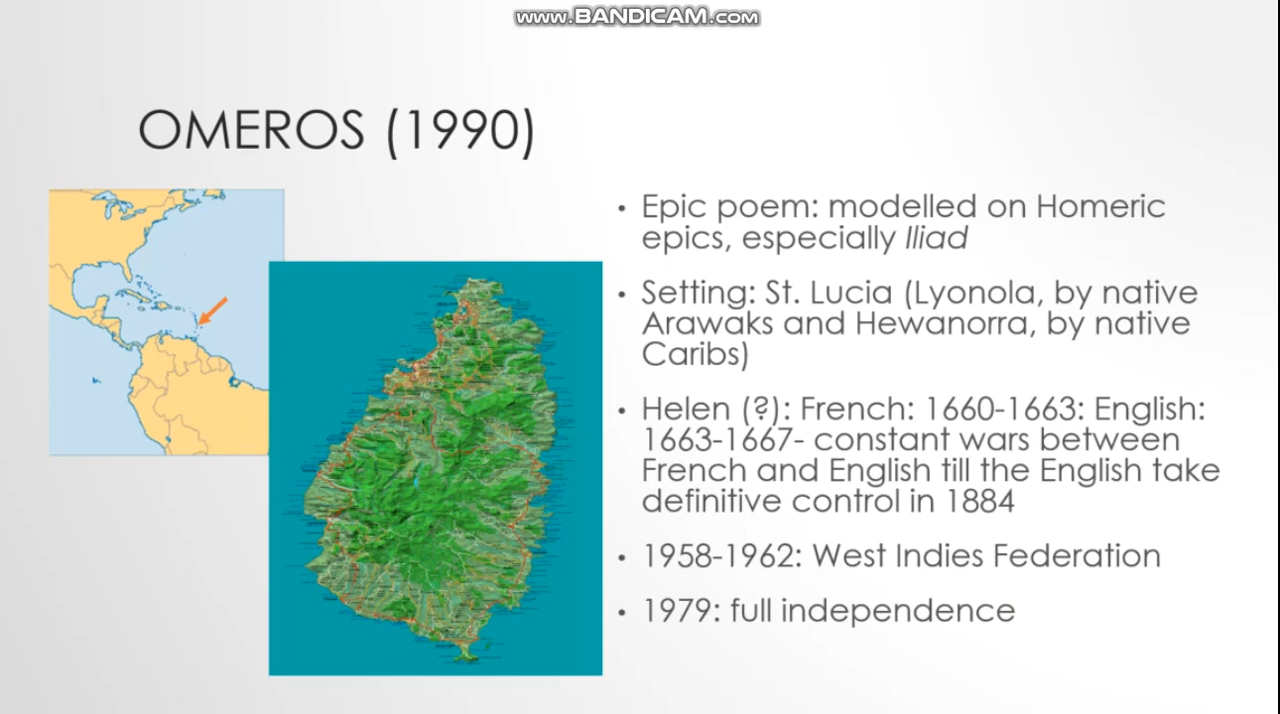 www.BANDICAM.com
OMEROS (1990)
• Epic poem: modelled on Homeric
epics, especially Iliad
• Setting: St. Lucia (Lyonola, by native
Arawaks and Hewanorra, by native
Caribs)
• Helen (?): French: 1660-1663: English:
1663-1667- constant wars between
French and English till the English take
definitive control in 1884
• 1958-1962: West Indies Federation
• 1979: full independence